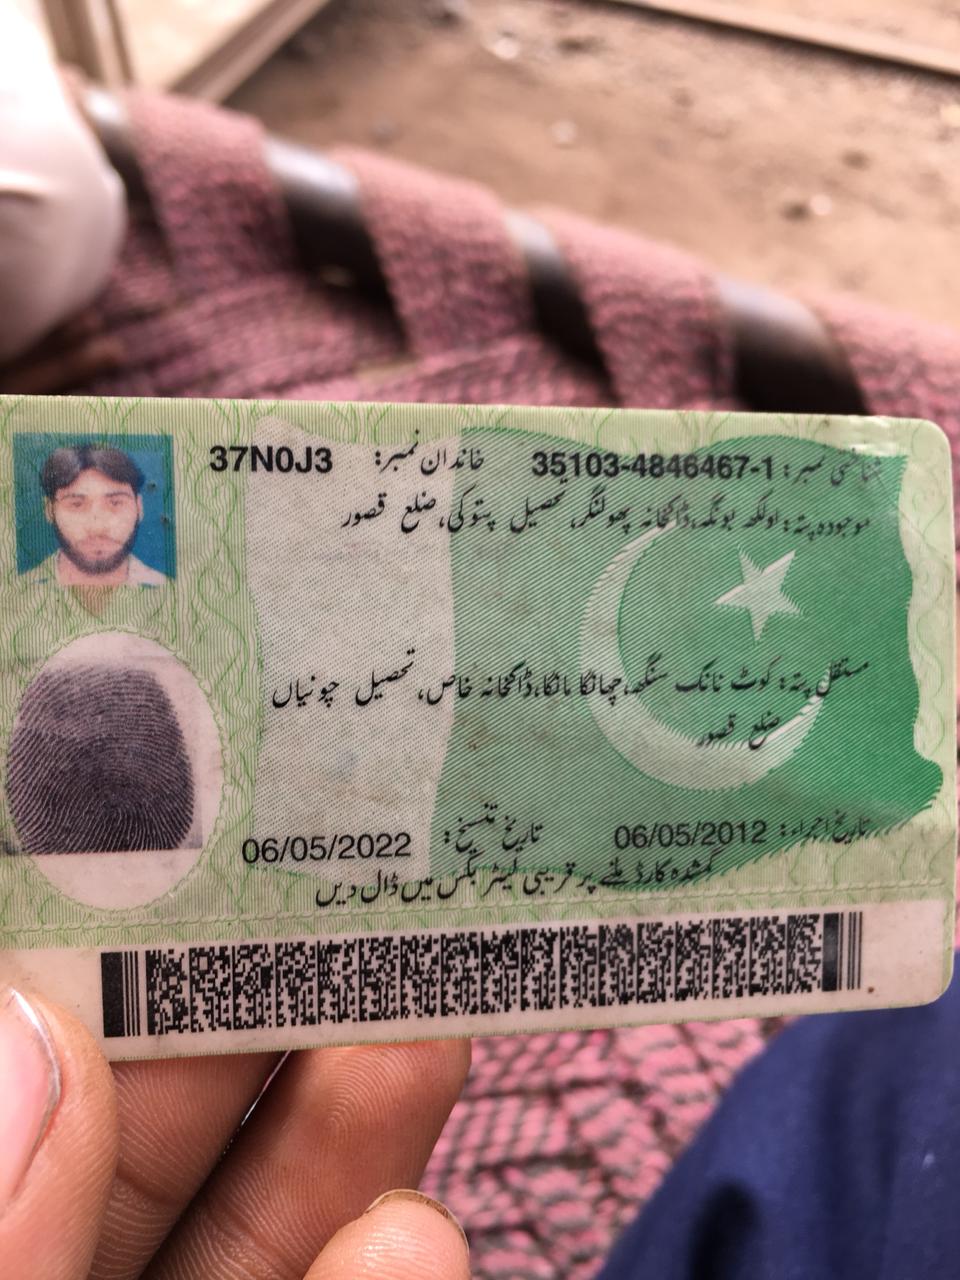 شناختی نمبر: 35103-4846467-1 خاندان نمبر: 37N0J3
موجودہ پتہ: اولکھ بونگہ، ڈاکخانہ پھولنگر، تحصیل پتوکی، ضلع قصور
مستقل پتہ: کوٹ نانک سنگھ، چھانگا مانگا، ڈاکخانہ خاص، تحصیل چونیاں
ضلع قصور
تاریخ اجراء: 06/05/2012 تاریخ تنسیخ: 06/05/2022
گمشدہ کارڈ ملنے پر قریبی لیٹر بکس میں ڈال دیں